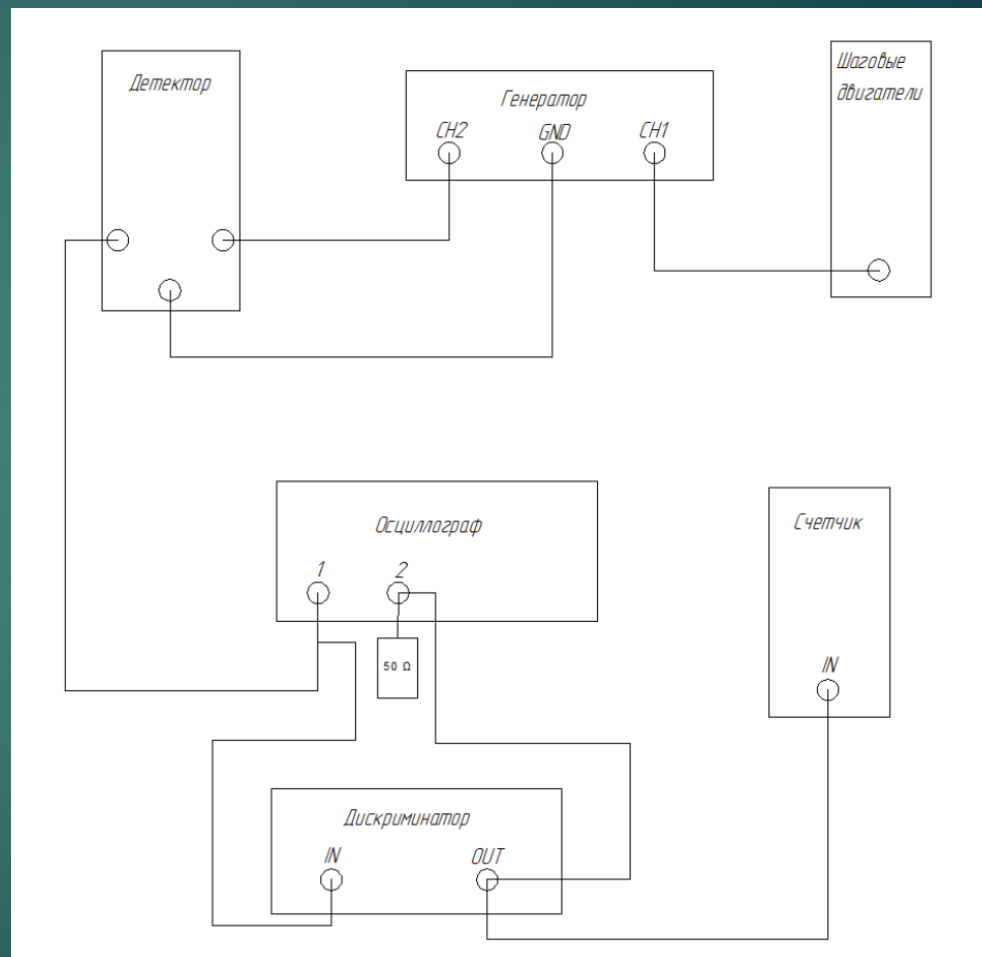 Детектор
Генератор
CH2
GND
CH1
Шаговые
двигатели
Осциллограф
1
2
50 Ω
Счетчик
IN
Дискриминатор
IN
OUT